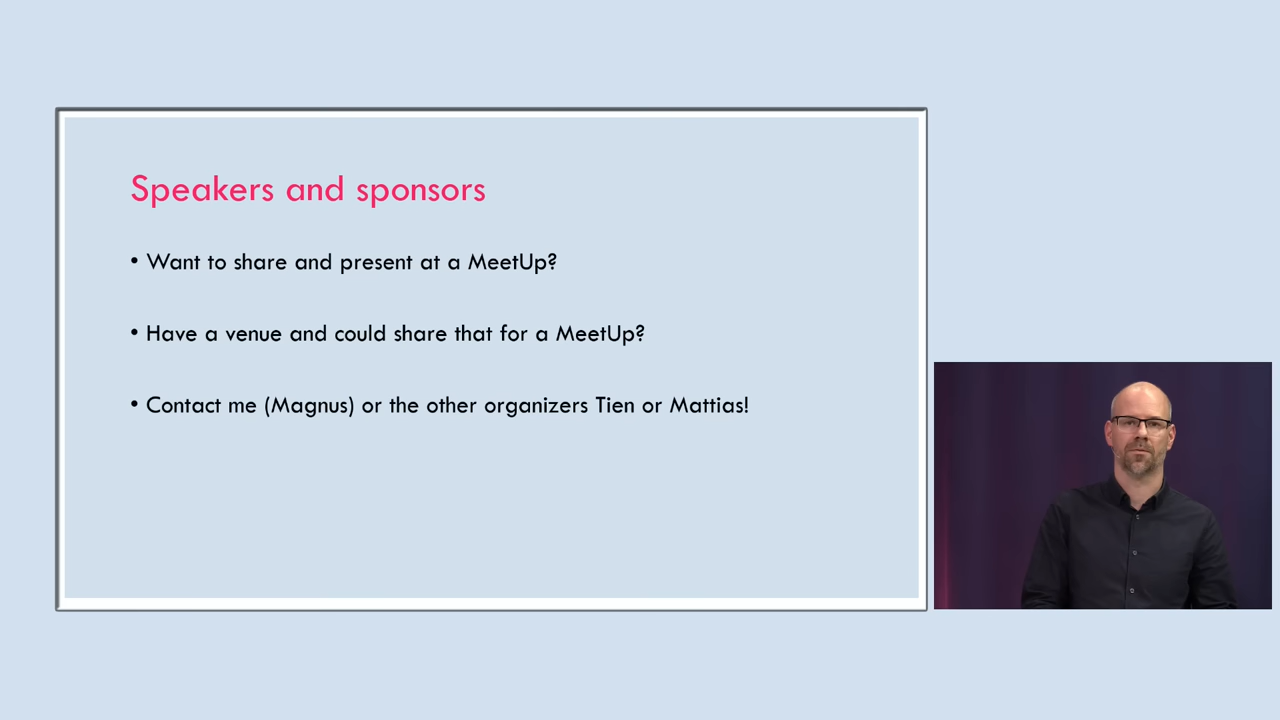 Speakers and sponsors
• Want to share and present at a MeetUp?
• Have a venue and could share that for a MeetUp?
• Contact me (Magnus) or the other organizers Tien or Mattias!